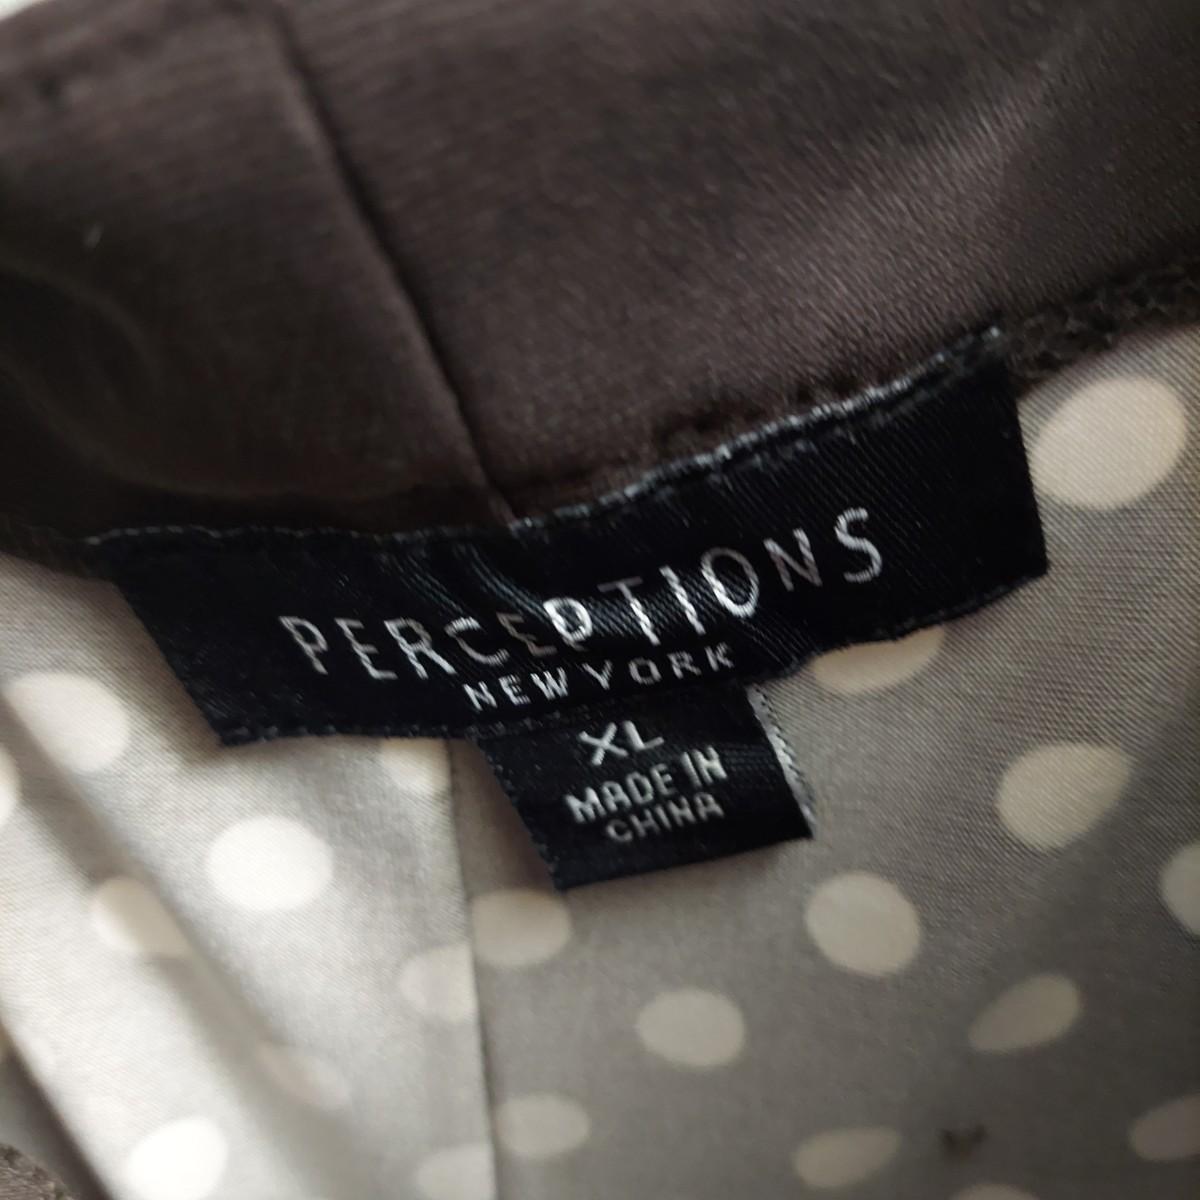 PERCEPTIONS
NEW YORK
XL
MADE IN
CHINA